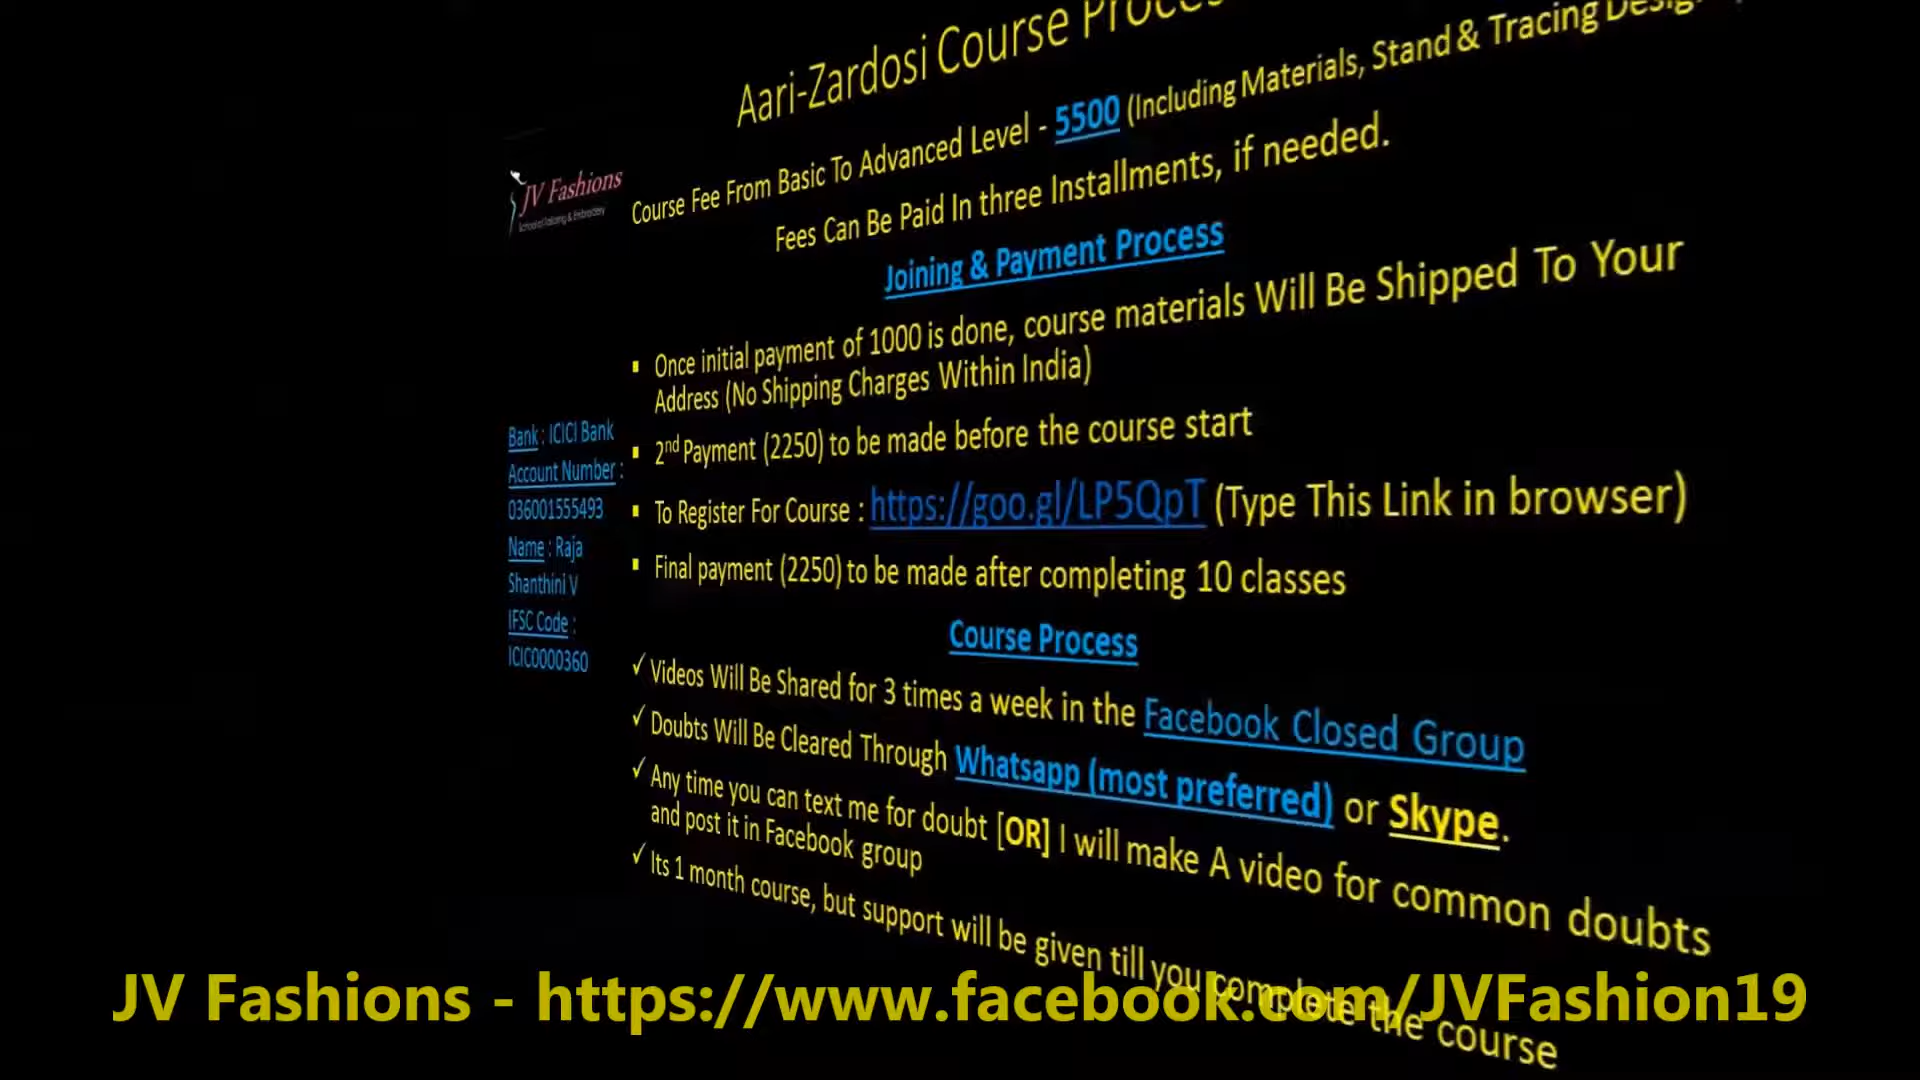 Aari-Zardosi Course Process
Course Fee From Basic To Advanced Level - 5500 (Including Materials, Stand & Tracing
Fees Can Be Paid In three Installments, if needed.
JV Fashions
School of Tailoring & Embroidery
Joining & Payment Process
▪ Once initial payment of 1000 is done, course materials Will Be Shipped To Your
Address (No Shipping Charges Within India)
▪ 2nd Payment (2250) to be made before the course start
▪ To Register For Course : https://goo.gl/LP5QpT (Type This Link in browser)
▪ Final payment (2250) to be made after completing 10 classes
Bank : ICICI Bank
Account Number :
036001555493
Name : Raja
Shanthini V
IFSC Code :
ICIC0000360
Course Process
✓ Videos Will Be Shared for 3 times a week in the Facebook Closed Group
✓ Doubts Will Be Cleared Through Whatsapp (most preferred) or Skype.
✓ Any time you can text me for doubt [OR] I will make A video for common doubts
and post it in Facebook group
✓ Its 1 month course, but support will be given till you complete the course
JV Fashions - https://www.facebook.com/JVFashion19